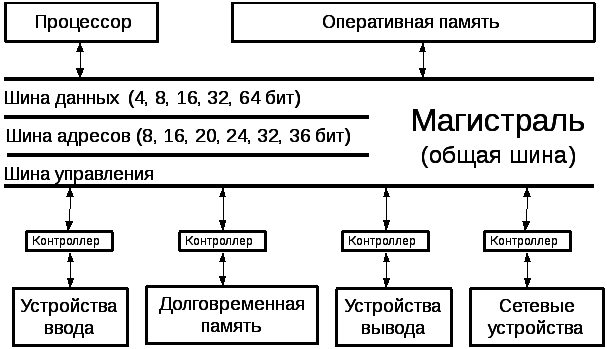 Процессор
Оперативная память
Шина данных (4, 8, 16, 32, 64 бит)
Шина адресов (8, 16, 20, 24, 32, 36 бит)
Шина управления
Магистраль
(общая шина)
Контроллер
Контроллер
Контроллер
Контроллер
Устройства
ввода
Долговременная
память
Устройства
вывода
Сетевые
устройства